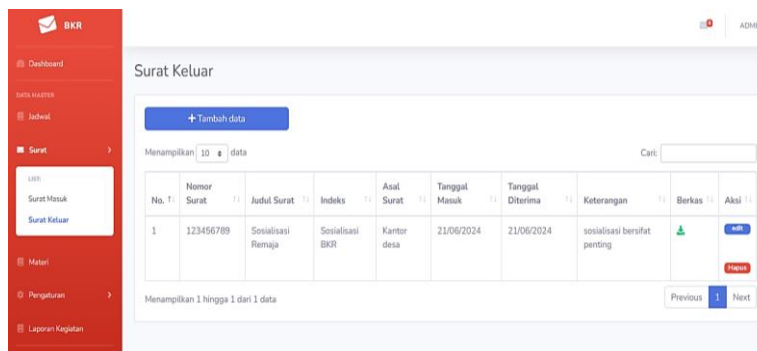 BKR
0
ADMI
Dashboard
DATA MASTER
Jadwal
Surat
LIST:
Surat Masuk
Surat Keluar
Materi
Pengaturan
Laporan Kegiatan
Surat Keluar
+ Tambah data
Menampilkan 10 data
Cari:
No. Nomor Surat Judul Surat Indeks Asal Surat Tanggal Masuk Tanggal Diterima Keterangan Berkas Aksi
1 123456789 Sosialisasi Remaja Sosialisasi BKR Kantor desa 21/06/2024 21/06/2024 sosialisasi bersifat penting edit
Hapus
Menampilkan 1 hingga 1 dari 1 data
Previous 1 Next